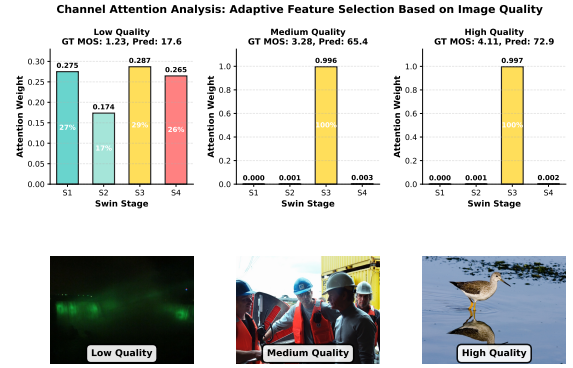 Channel Attention Analysis: Adaptive Feature Selection Based on Image Quality
Low Quality
GT MOS: 1.23, Pred: 17.6
Attention Weight
0.30
0.25
0.20
0.15
0.10
0.05
0.00
0.275
0.174
0.287
0.265
27%
17%
29%
26%
S1 S2 S3 S4
Swin Stage
Medium Quality
GT MOS: 3.28, Pred: 65.4
Attention Weight
1.0
0.8
0.6
0.4
0.2
0.0
0.000
0.001
0.996
0.003
100%
S1 S2 S3 S4
Swin Stage
High Quality
GT MOS: 4.11, Pred: 72.9
Attention Weight
1.0
0.8
0.6
0.4
0.2
0.0
0.000
0.001
0.997
0.002
100%
S1 S2 S3 S4
Swin Stage
Low Quality
Medium Quality
High Quality